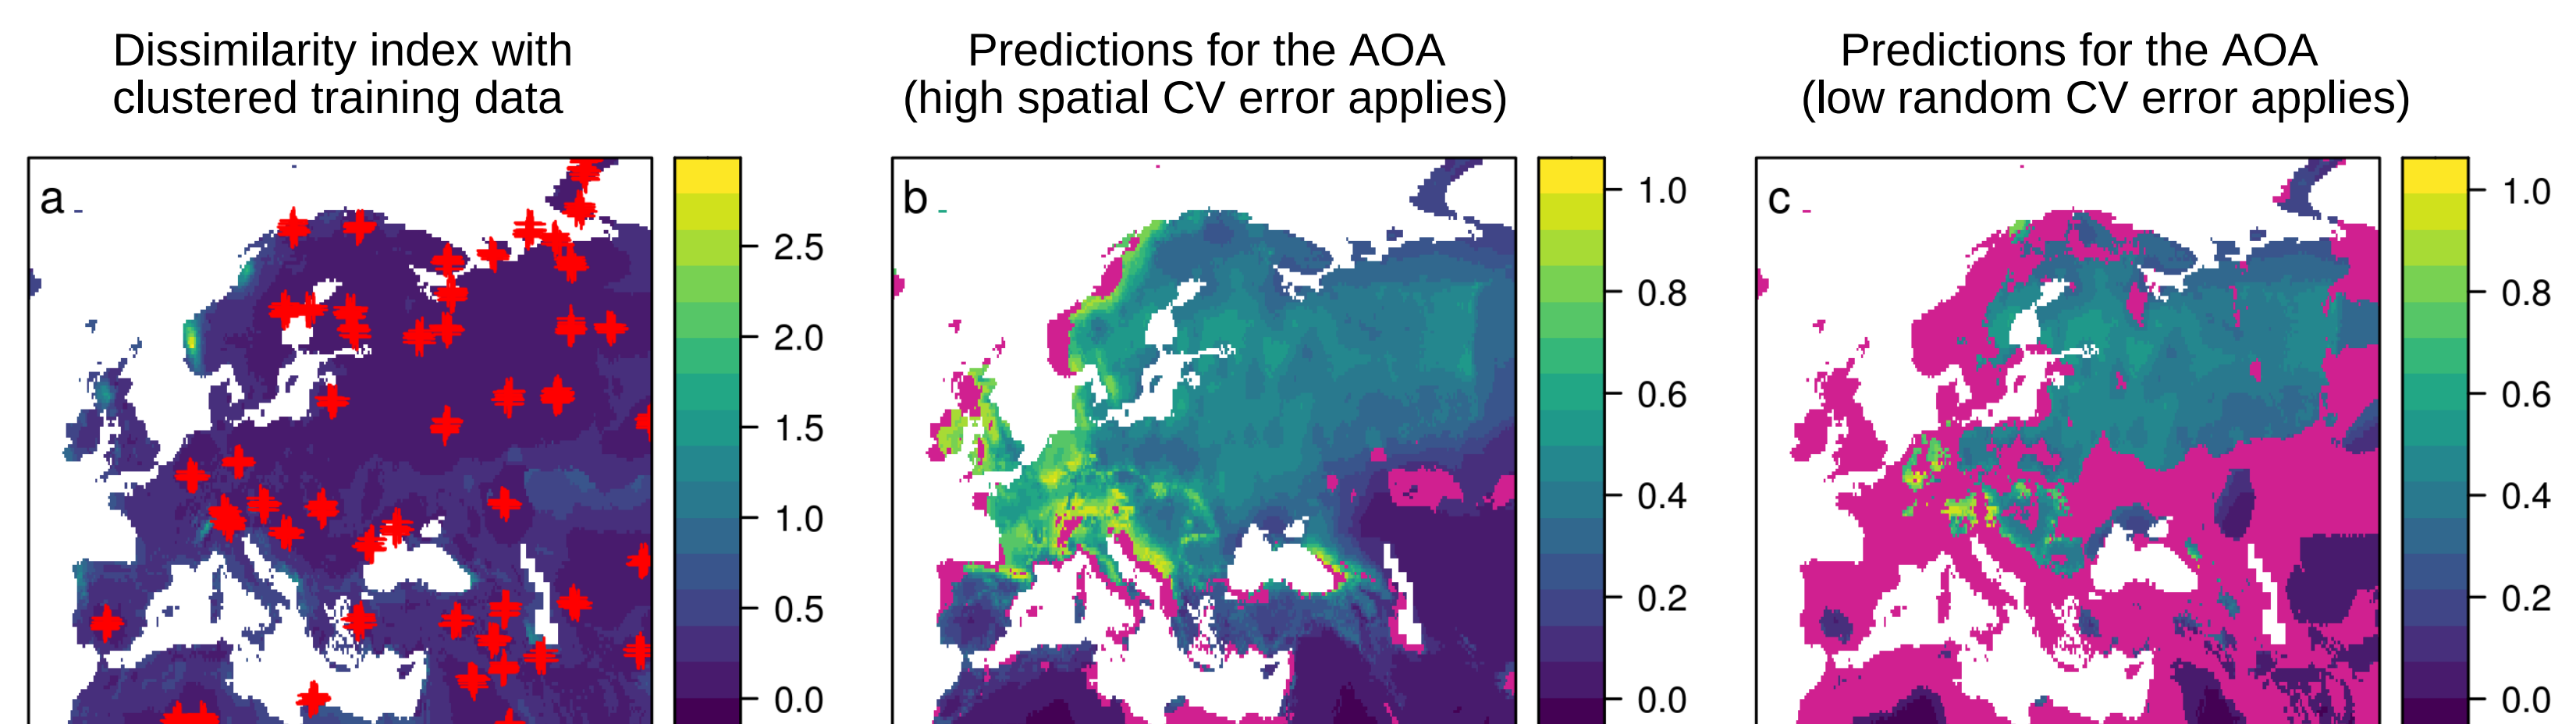 Dissimilarity index with
clustered training data
Predictions for the AOA
(high spatial CV error applies)
Predictions for the AOA
(low random CV error applies)
a
2.5
2.0
1.5
1.0
0.5
0.0
b
1.0
0.8
0.6
0.4
0.2
0.0
c
1.0
0.8
0.6
0.4
0.2
0.0